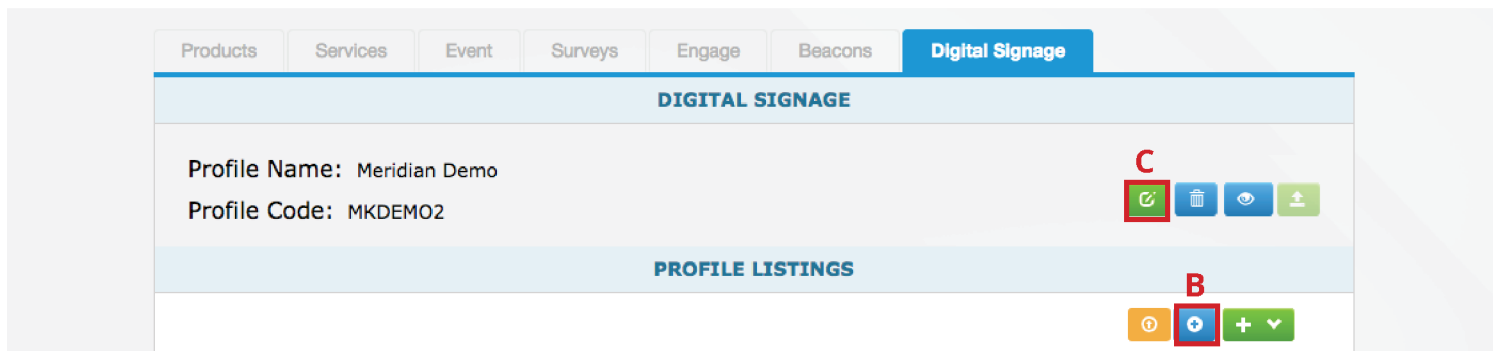 Products Services Event Surveys Engage Beacons Digital Signage
DIGITAL SIGNAGE
C
Profile Name: Meridian Demo
Profile Code: MKDEMO2
PROFILE LISTINGS
B